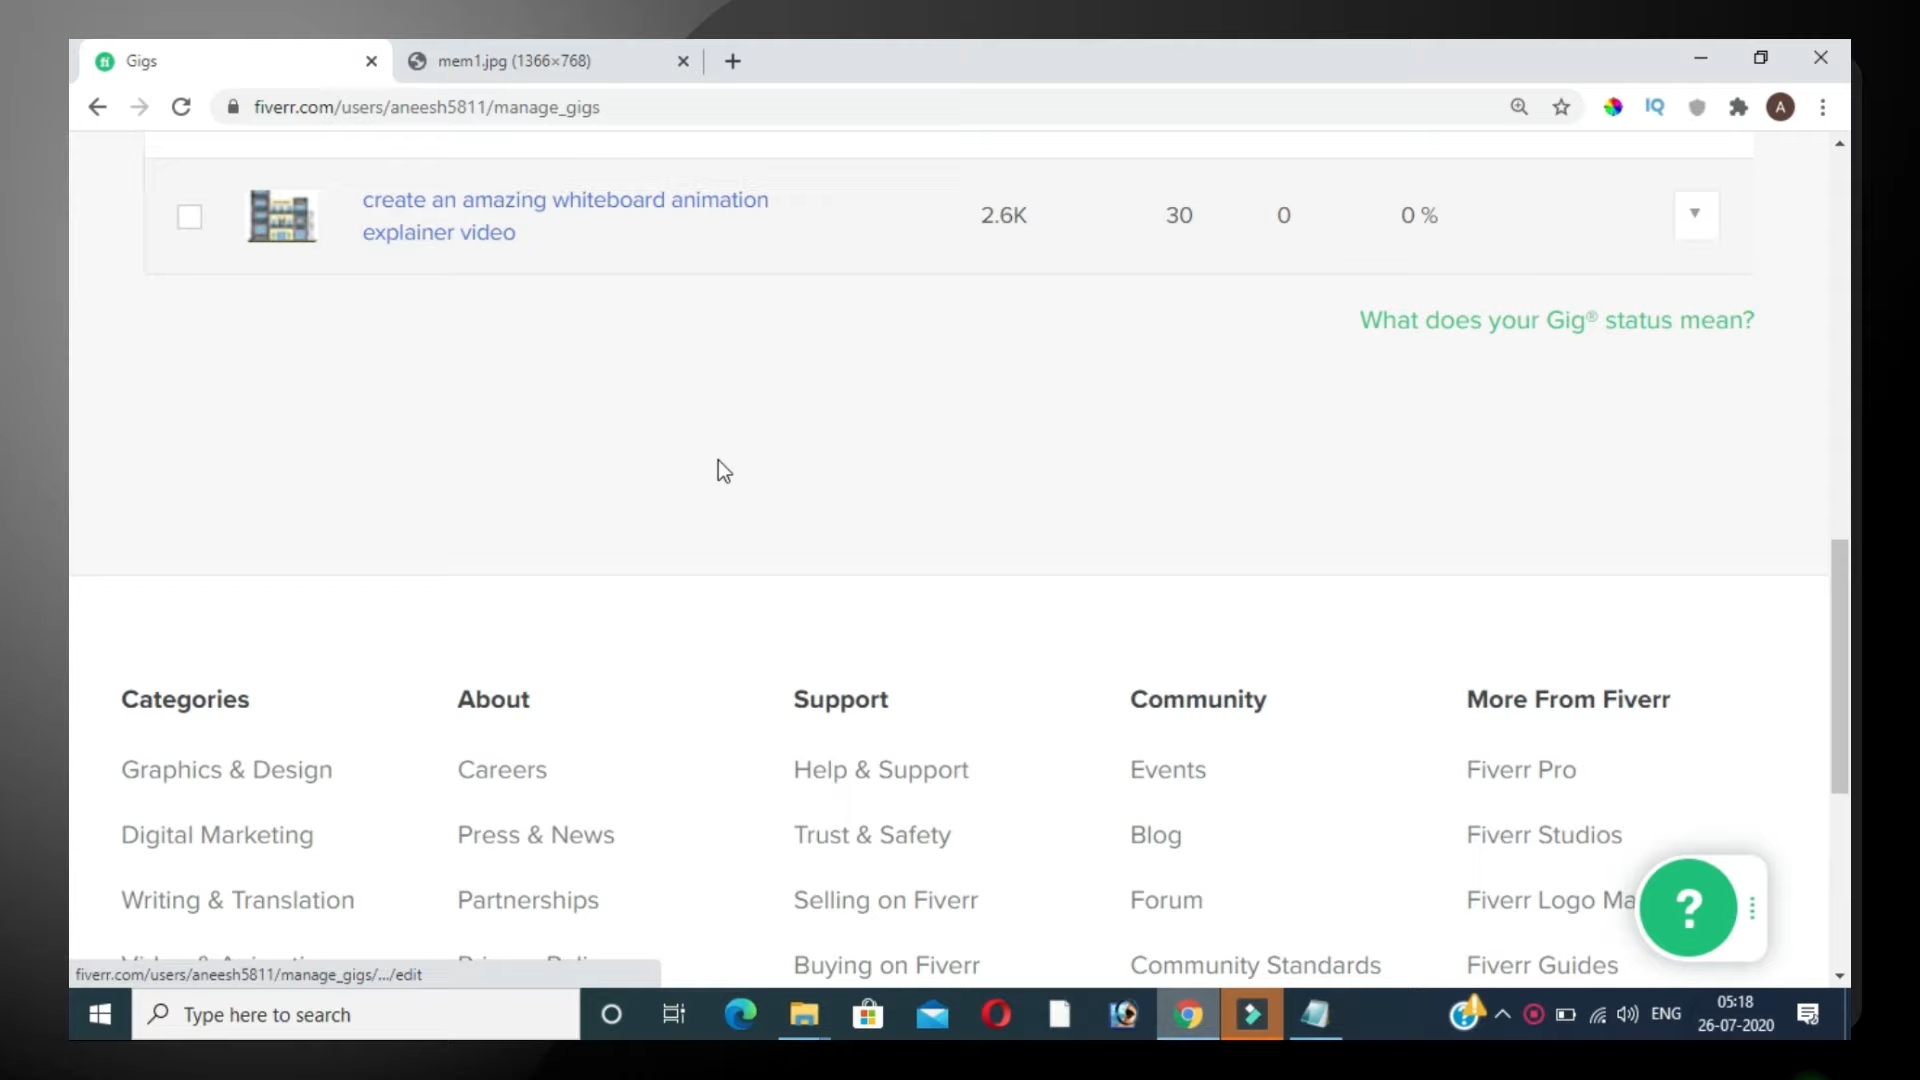 Gigs
mem1.jpg (1366×768)
fiverr.com/users/aneesh5811/manage_gigs
IQ
A
create an amazing whiteboard animation
explainer video
2.6K
30
0
0 %
What does your Gig® status mean?
Categories
About
Support
Community
More From Fiverr
Graphics & Design
Careers
Help & Support
Events
Fiverr Pro
Digital Marketing
Press & News
Trust & Safety
Blog
Fiverr Studios
Writing & Translation
Partnerships
Selling on Fiverr
Forum
Fiverr Logo Ma
?
Buying on Fiverr
Community Standards
Fiverr Guides
fiverr.com/users/aneesh5811/manage_gigs/.../edit
Type here to search
ENG
05:18
26-07-2020